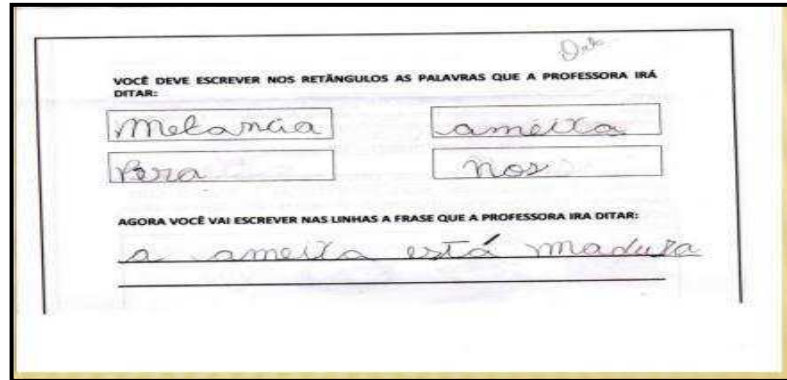 VOCÊ DEVE ESCREVER NOS RETÂNGULOS AS PALAVRAS QUE A PROFESSORA IRÁ
DITAR:
Melancia ameixa
Pera nos
AGORA VOCÊ VAI ESCREVER NAS LINHAS A FRASE QUE A PROFESSORA IRA DITAR:
a ameixa está madura